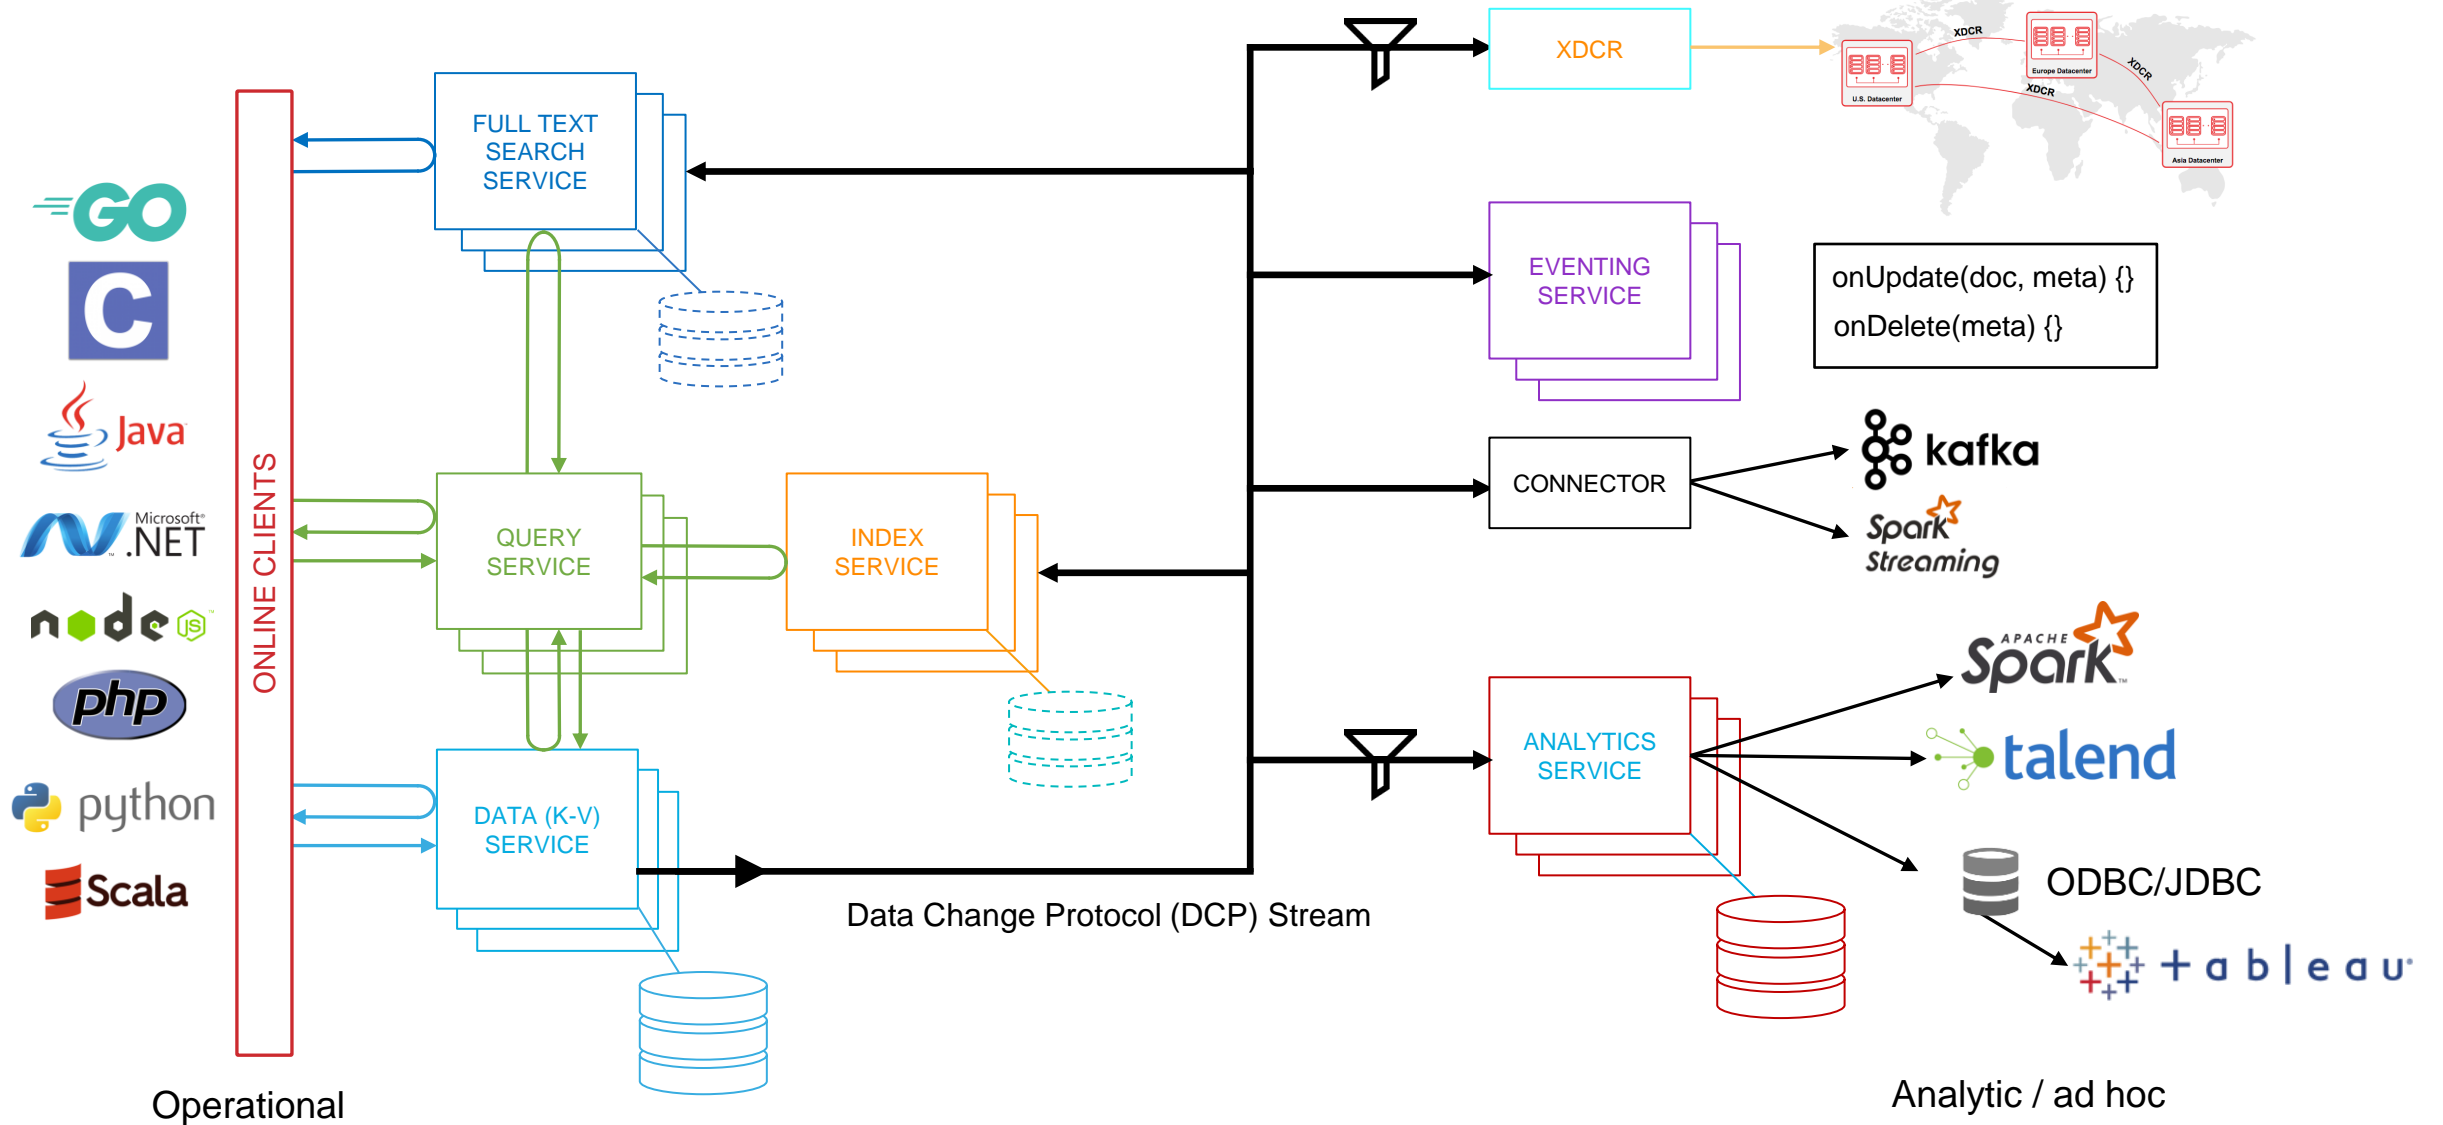 GO
C
Java
Microsoft®
.NET
node
JS
php
python
Scala
ONLINE CLIENTS
FULL TEXT
SEARCH
SERVICE
QUERY
SERVICE
INDEX
SERVICE
DATA (K-V)
SERVICE
Data Change Protocol (DCP) Stream
XDCR
XDCR
XDCR
XDCR
U.S. Datacenter
Europe Datacenter
Asia Datacenter
EVENTING
SERVICE
onUpdate(doc, meta) {}
onDelete(meta) {}
CONNECTOR
kafka
Spark
Streaming
ANALYTICS
SERVICE
APACHE
Spark™
talend
ODBC/JDBC
+ableau
Operational
Analytic / ad hoc